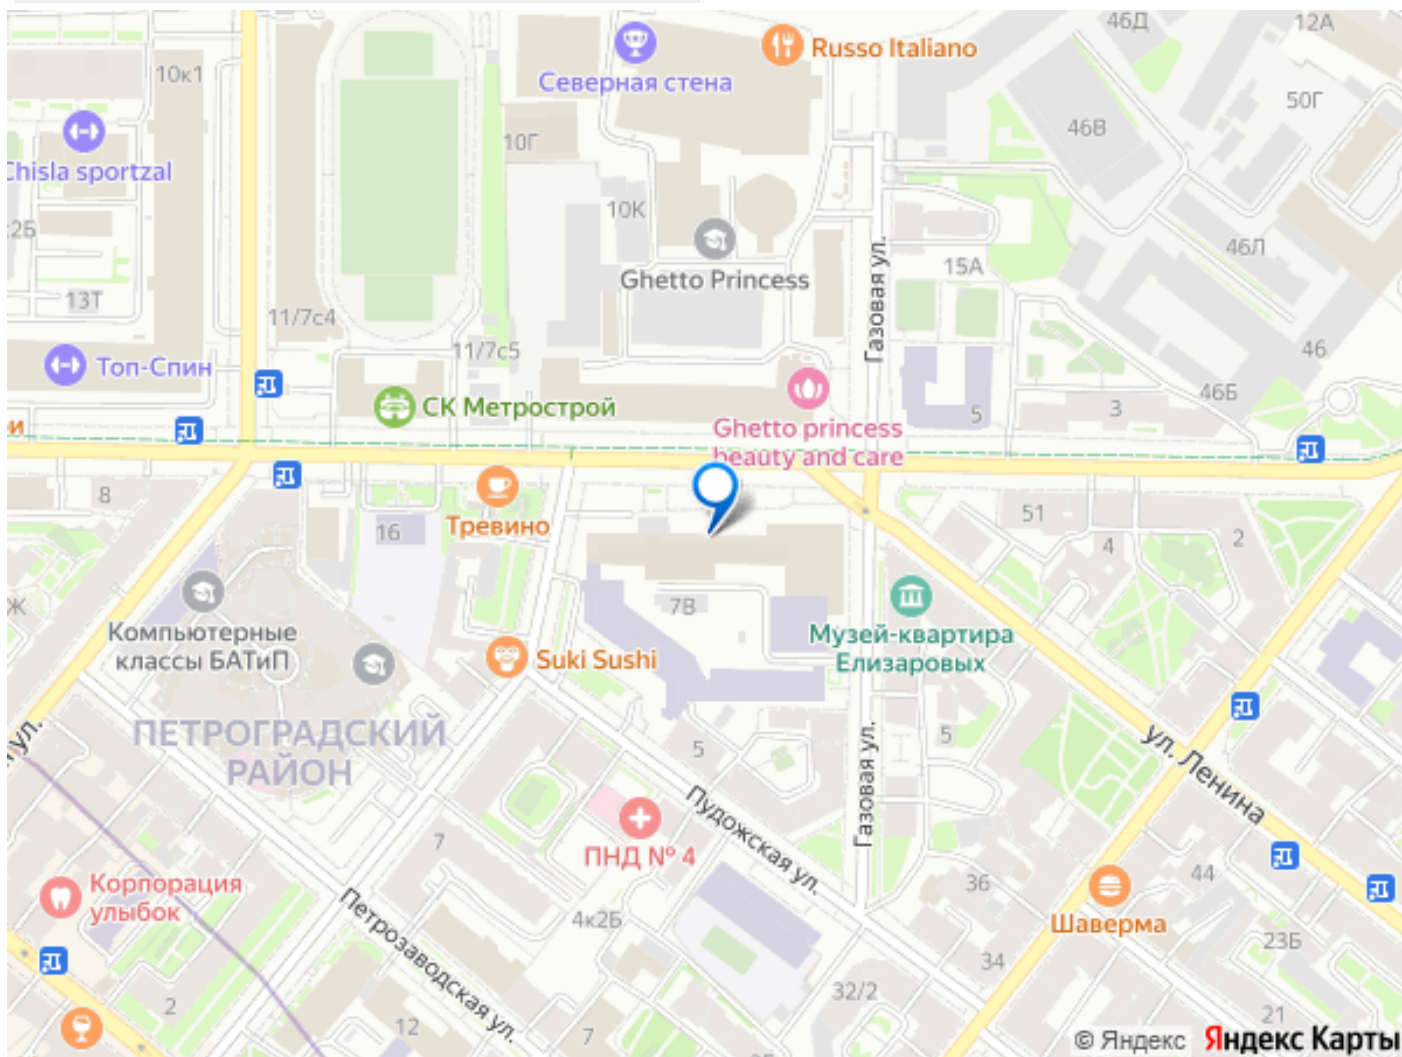 46Д
12А
Russo Italiano
Северная стена
10к1
50Г
46В
10Г
Chisla sportzal
10К
2Б
Газовая ул.
46Л
15А
Ghetto Princess
13Т
11/7с4
46
11/7с5
Топ-Спин
46Б
СК Метрострой
3
5
и
Ghetto princess
beauty and care
8
51
Тревино
16
4
2
Ж
7В
Компьютерные
классы БАТиП
Музей-квартира
Елизаровых
Suki Sushi
ПЕТРОГРАДСКИЙ
РАЙОН
ул.
5
5
ул. Ленина
Газовая ул.
Пудожская ул.
7
ПНД № 4
Корпорация
улыбок
36
44
Петрозаводская ул.
4к2Б
Шаверма
23Б
34
32/2
2
12
7
21
© Яндекс Яндекс Карты